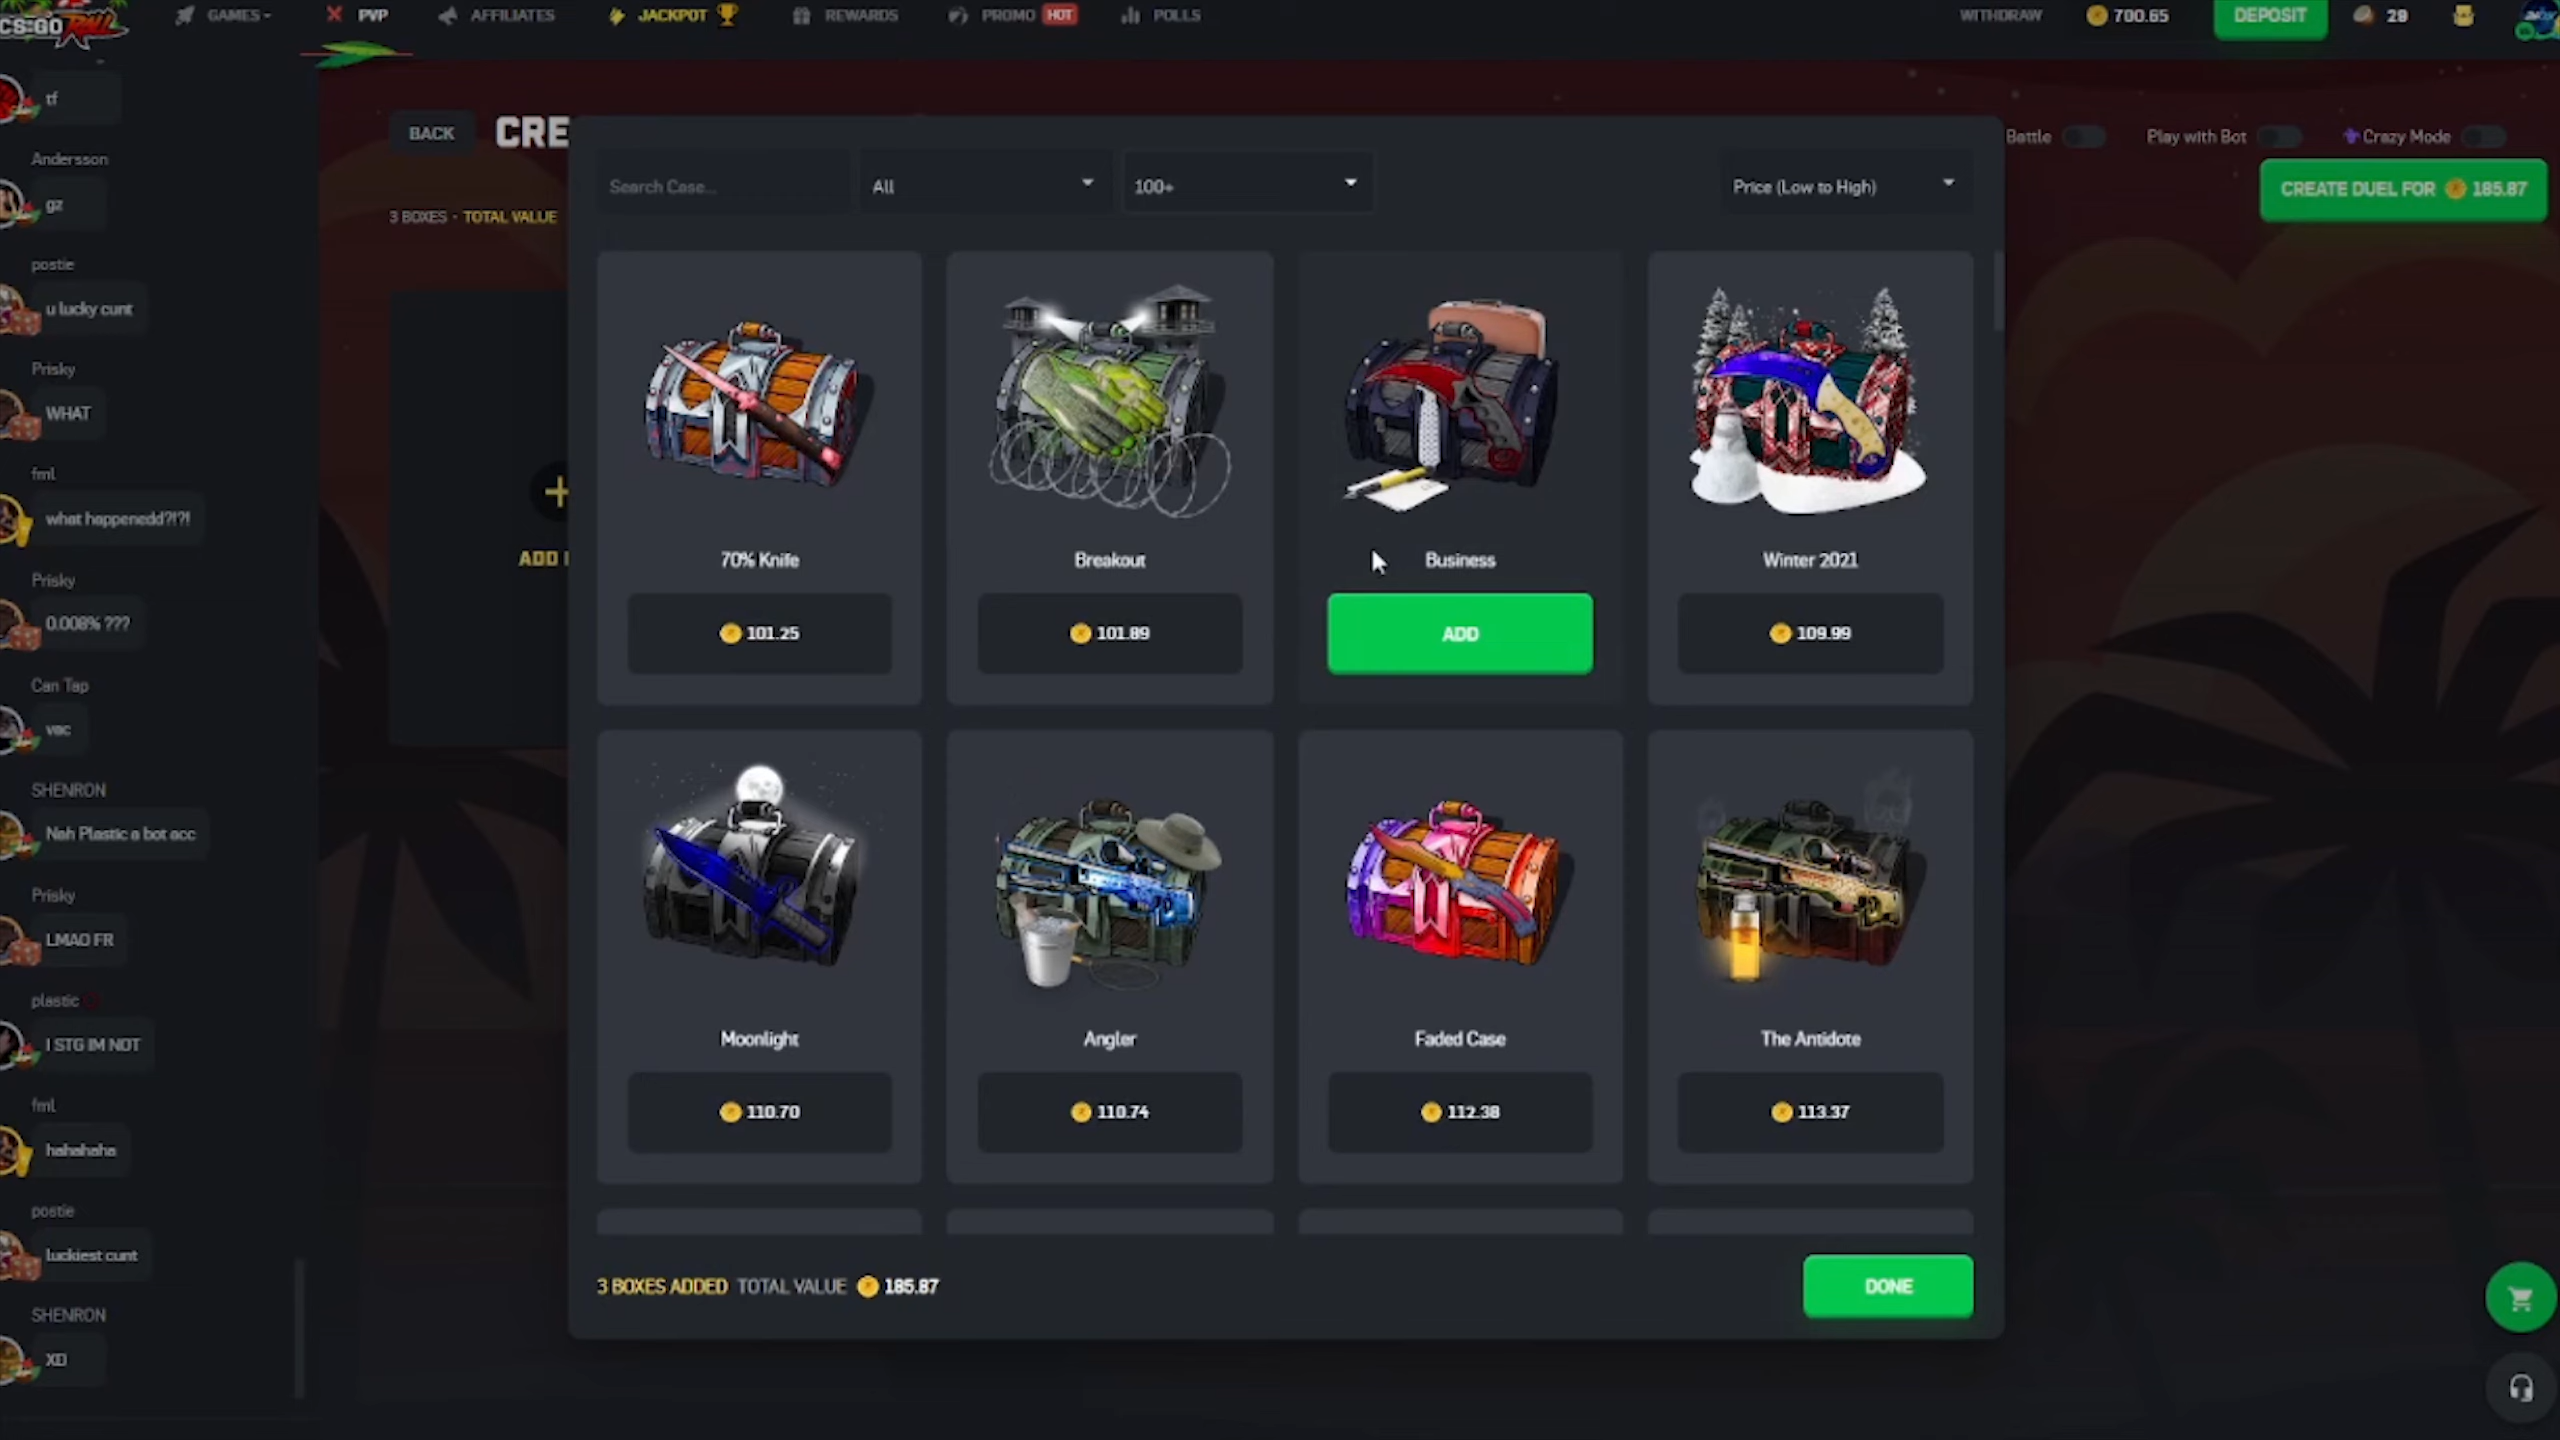 CS:GO ROLL
GAMES
PVP
AFFILIATES
JACKPOT
REWARDS
PROMO HOT
POLLS
WITHDRAW
700.65
DEPOSIT
29
tf
Andersson
gz
postie
u lucky cunt
Prisky
WHAT
fml
what happenedd?!?!
Prisky
0.008% ???
Can Tap
vac
SHENRON
Nah Plastic a bot acc
Prisky
LMAO FR
plastic
I STG IM NOT
fml
hahahaha
postie
luckiest cunt
SHENRON
XD
BACK
CRE
3 BOXES - TOTAL VALUE
ADD
Battle
Play with Bot
Crazy Mode
CREATE DUEL FOR 185.87
Search Case...
All
100+
Price (Low to High)
70% Knife
101.25
Breakout
101.89
Business
ADD
Winter 2021
109.99
Moonlight
110.70
Angler
110.74
Faded Case
112.38
The Antidote
113.37
3 BOXES ADDED TOTAL VALUE 185.87
DONE